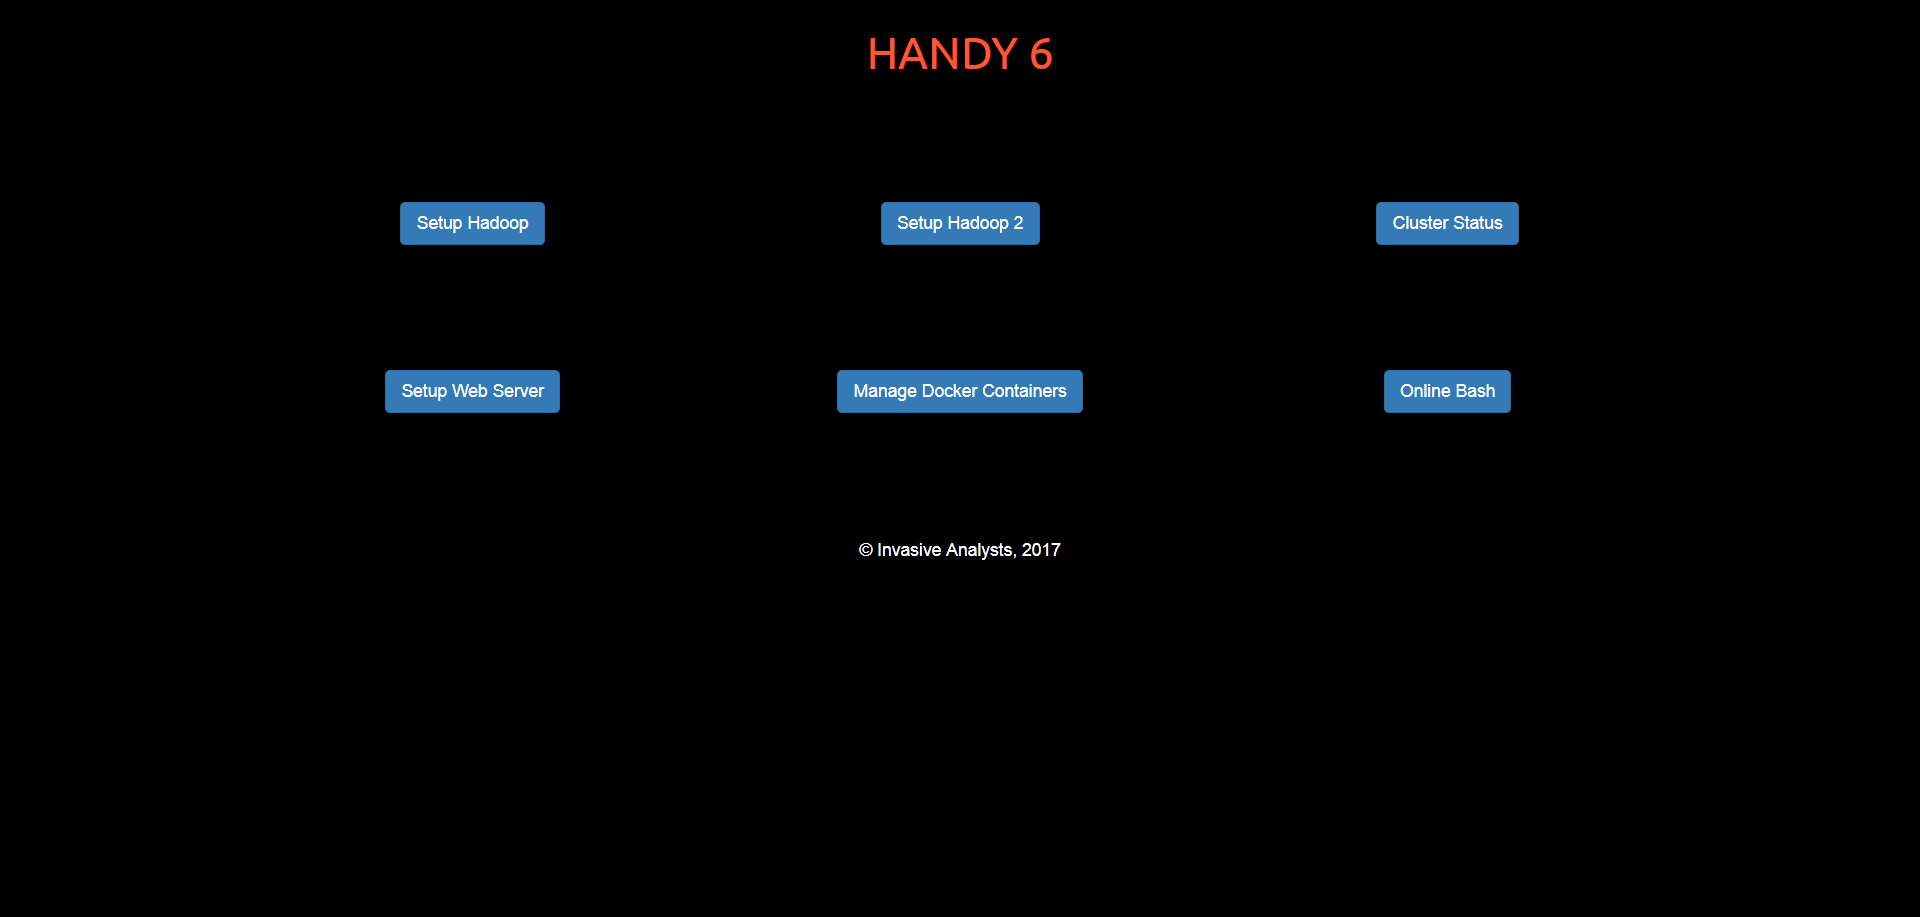 HANDY 6
Setup Hadoop
Setup Hadoop 2
Cluster Status
Setup Web Server
Manage Docker Containers
Online Bash
© Invasive Analysts, 2017